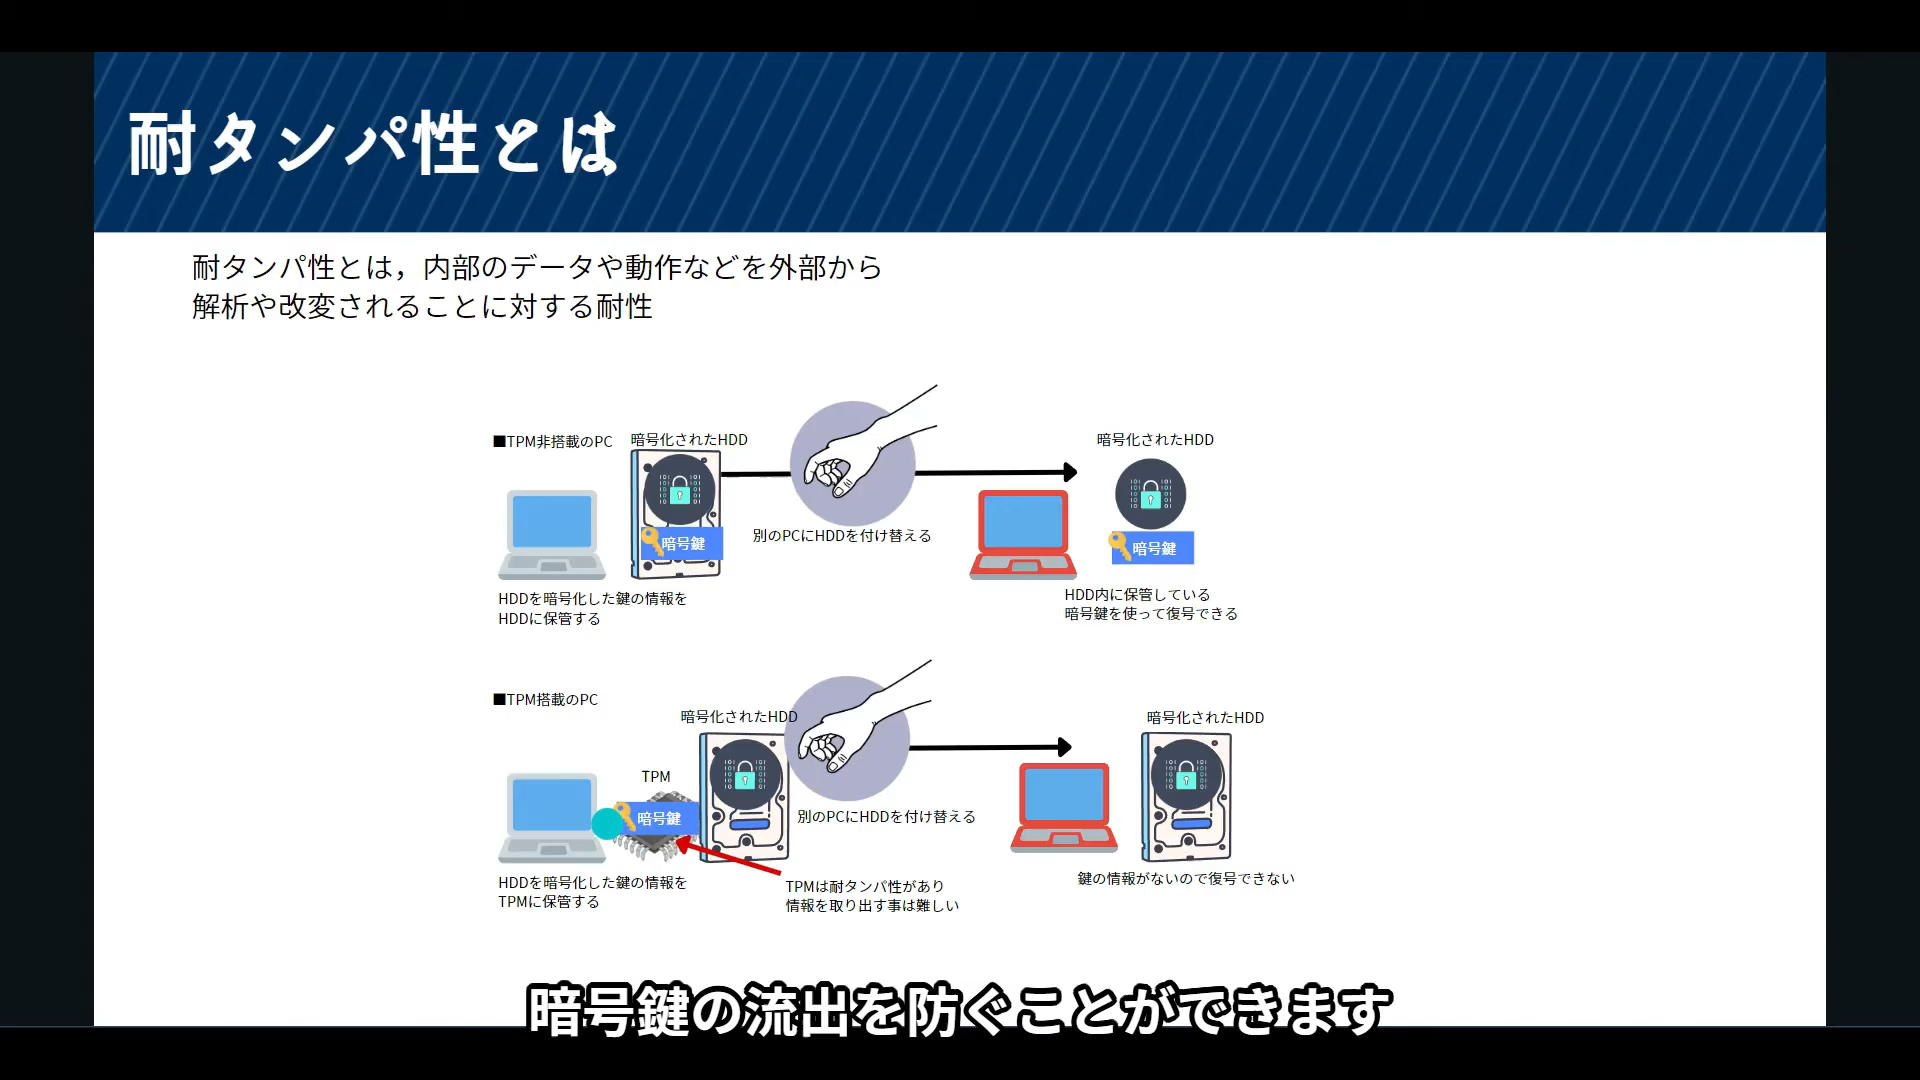 耐タンパ性とは
耐タンパ性とは，内部のデータや動作などを外部から
解析や改変されることに対する耐性
■TPM非搭載のPC
暗号化されたHDD
暗号鍵
別のPCにHDDを付け替える
HDDを暗号化した鍵の情報を
HDDに保管する
暗号化されたHDD
暗号鍵
HDD内に保管している
暗号鍵を使って復号できる
■TPM搭載のPC
暗号化されたHDD
TPM
暗号鍵
別のPCにHDDを付け替える
HDDを暗号化した鍵の情報を
TPMに保管する
TPMは耐タンパ性があり
情報を取り出す事は難しい
暗号化されたHDD
鍵の情報がないので復号できない
暗号鍵の流出を防ぐことができます